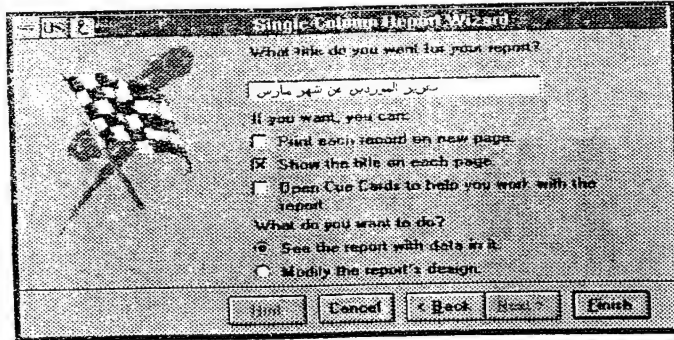 Single-Column Report Wizard
What title do you want for your report?
تقرير الموردين عن شهر مارس
If you want, you can:
Print each record on new page.
Show the title on each page.
Open Cue Cards to help you work with the
report.
What do you want to do?
See the report with data in it.
Modify the report's design.
Hint Cancel < Back Next > Finish